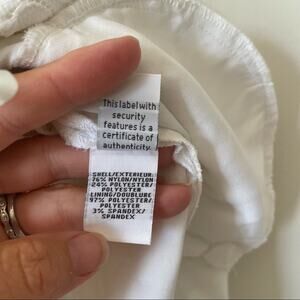 This label with
security
features is a
certificate of
authenticity.
SHELL/EXTERIEUR:
76% NYLON/NYLON
24% POLYESTER/
POLYESTER
LINING/DOUBLURE
97% POLYESTER/
POLYESTER
3% SPANDEX/
SPANDEX